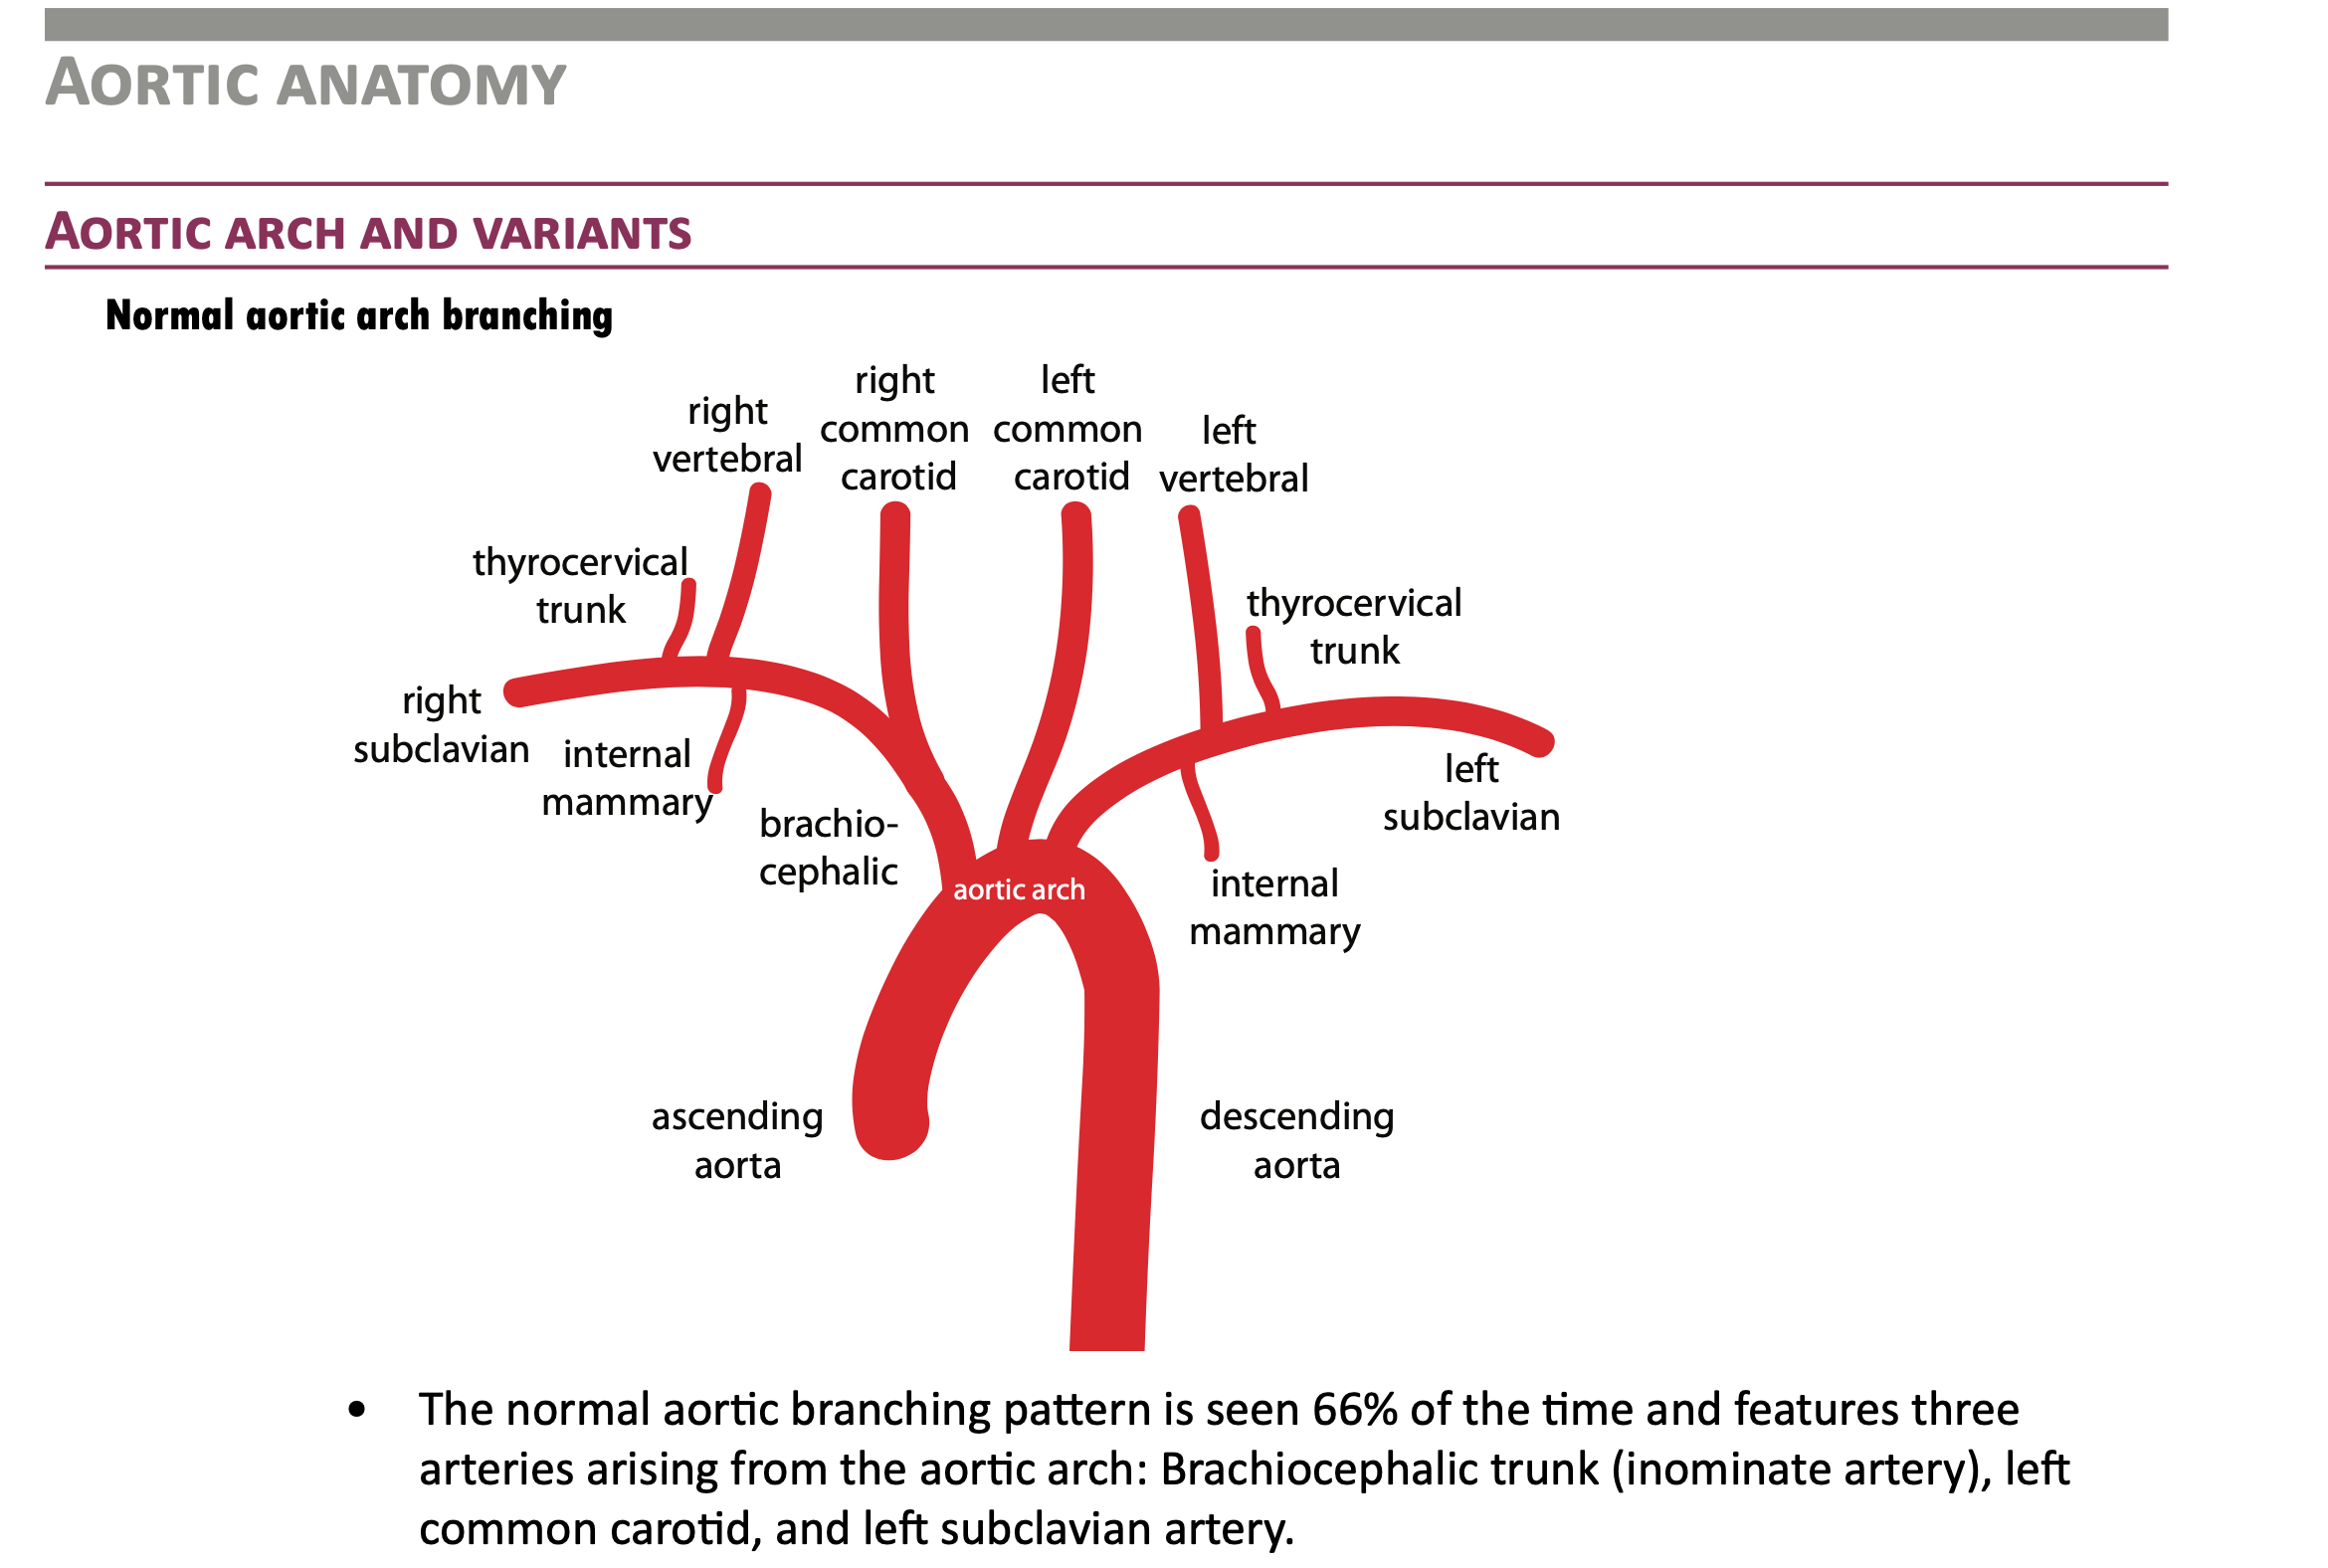 AORTIC ANATOMY
AORTIC ARCH AND VARIANTS
Normal aortic arch branching
right
vertebral
right
common
carotid
left
common
carotid
left
vertebral
thyrocervical
trunk
thyrocervical
trunk
right
subclavian
internal
mammary
brachio-
cephalic
left
subclavian
aortic arch
internal
mammary
ascending
aorta
descending
aorta
• The normal aortic branching pattern is seen 66% of the time and features three
arteries arising from the aortic arch: Brachiocephalic trunk (inominate artery), left
common carotid, and left subclavian artery.